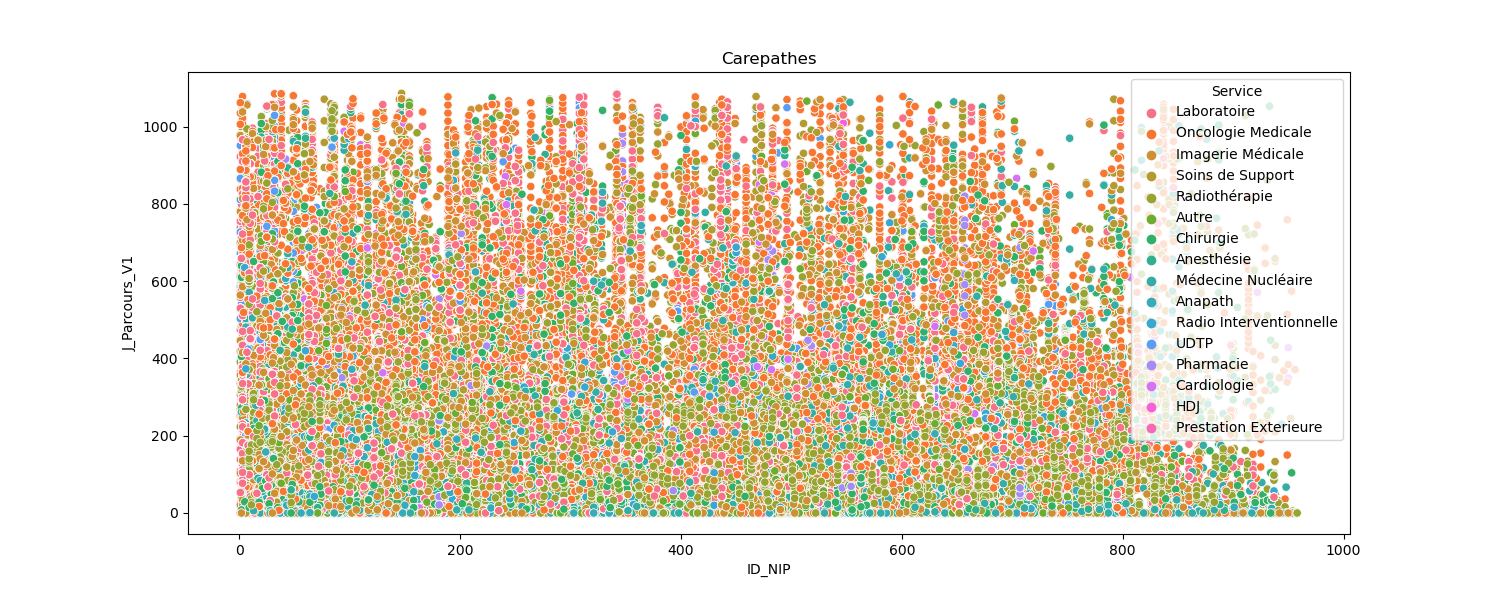 Carepathes
J_Parcours_V1
1000
800
600
400
200
0
0
200
400
600
800
1000
ID_NIP
Service
Laboratoire
Oncologie Medicale
Imagerie Médicale
Soins de Support
Radiothérapie
Autre
Chirurgie
Anesthésie
Médecine Nucléaire
Anapath
Radio Interventionnelle
UDTP
Pharmacie
Cardiologie
HDJ
Prestation Exterieure